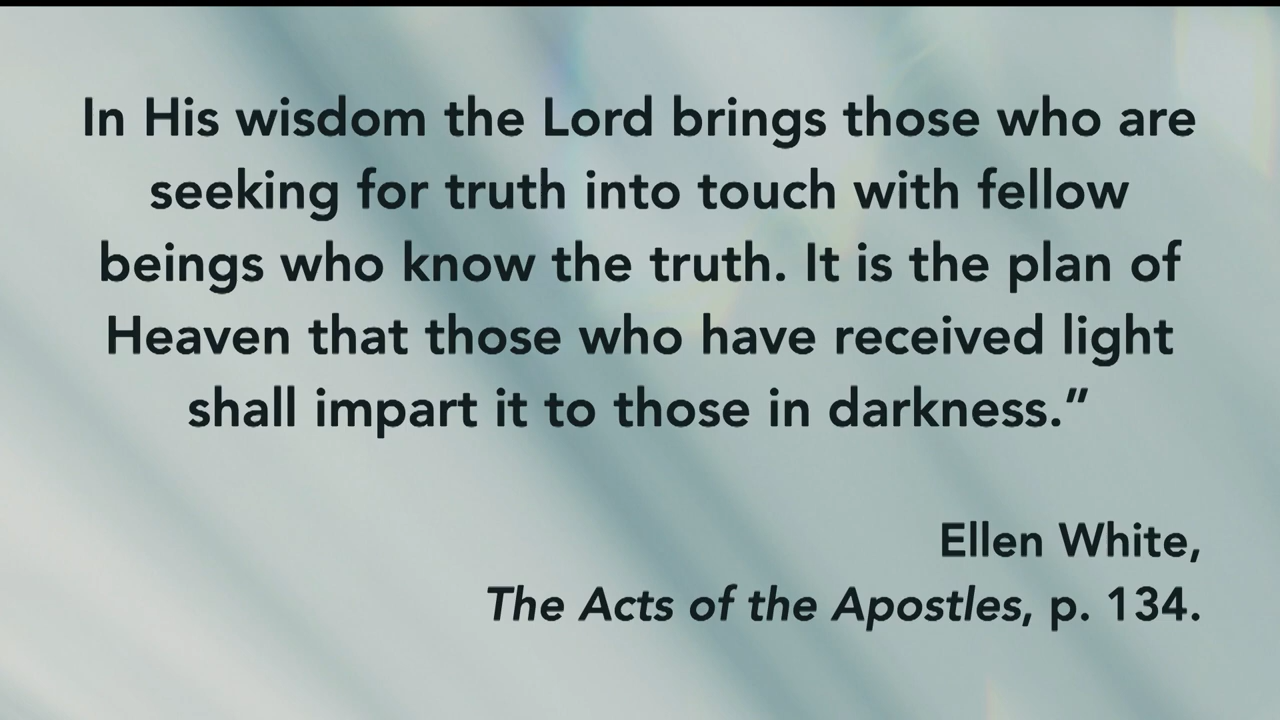 In His wisdom the Lord brings those who are
seeking for truth into touch with fellow
beings who know the truth. It is the plan of
Heaven that those who have received light
shall impart it to those in darkness.”
Ellen White,
The Acts of the Apostles, p. 134.